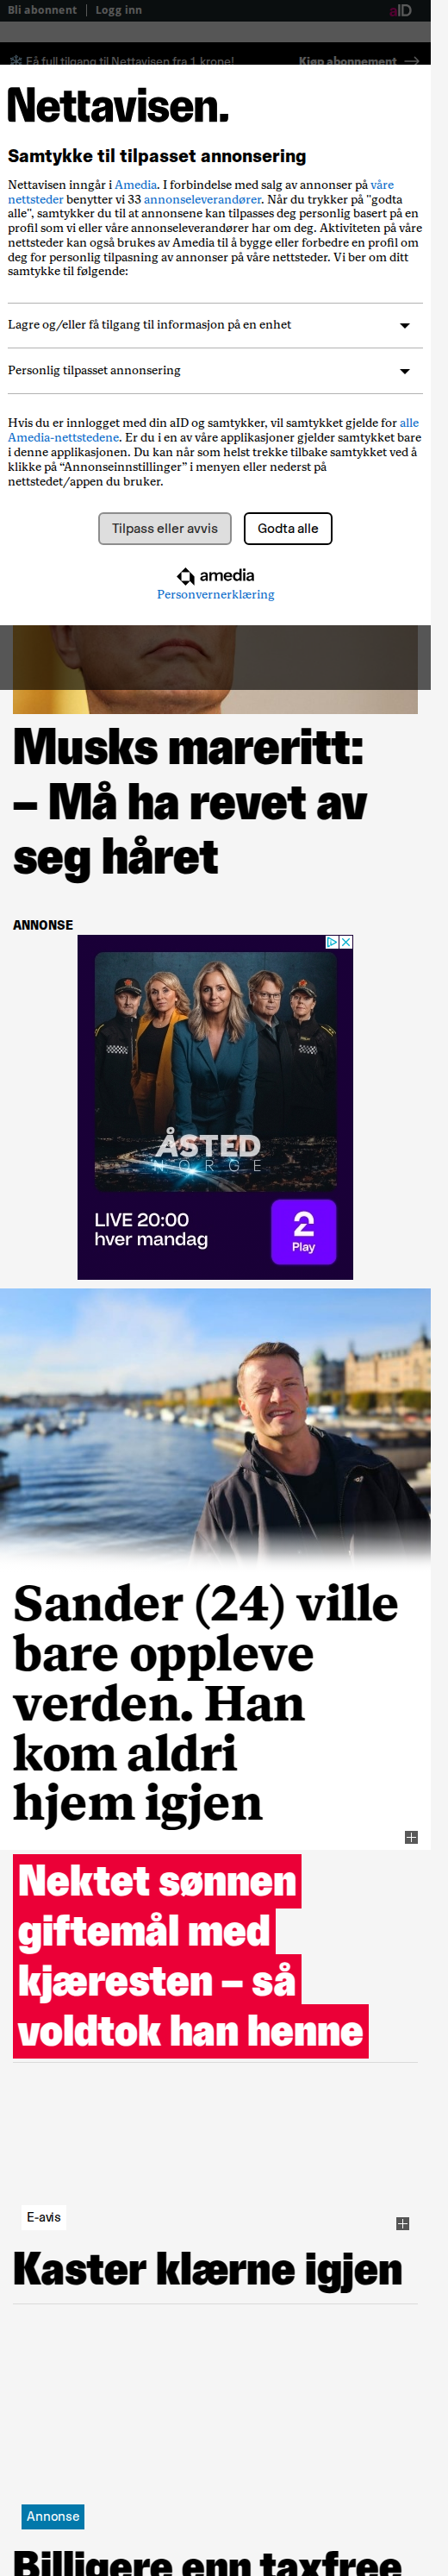 Bli abonnent
Logg inn
aID
Få full tilgang til Nettavisen fra 1 krone!
Kjøp abonnement
Nettavisen.
Samtykke til tilpasset annonsering
Nettavisen inngår i Amedia. I forbindelse med salg av annonser på våre
nettsteder benytter vi 33 annonseleverandører. Når du trykker på "godta
alle", samtykker du til at annonsene kan tilpasses deg personlig basert på en
profil som vi eller våre annonseleverandører har om deg. Aktiviteten på våre
nettsteder kan også brukes av Amedia til å bygge eller forbedre en profil om
deg for personlig tilpasning av annonser på våre nettsteder. Vi ber om ditt
samtykke til følgende:
Lagre og/eller få tilgang til informasjon på en enhet
Personlig tilpasset annonsering
Hvis du er innlogget med din aID og samtykker, vil samtykket gjelde for alle
Amedia-nettstedene. Er du i en av våre applikasjoner gjelder samtykket bare
i denne applikasjonen. Du kan når som helst trekke tilbake samtykket ved å
klikke på “Annonseinnstillinger” i menyen eller nederst på
nettstedet/appen du bruker.
Tilpass eller avvis
Godta alle
amedia
Personvernerklæring
Musks mareritt:
– Må ha revet av
seg håret
ANNONSE
ÅSTED
NORGE
LIVE 20:00
hver mandag
2
Play
Sander (24) ville
bare oppleve
verden. Han
kom aldri
hjem igjen
Nektet sønnen
giftemål med
kjæresten – så
voldtok han henne
E-avis
Kaster klærne igjen
Annonse
Billigere enn taxfree